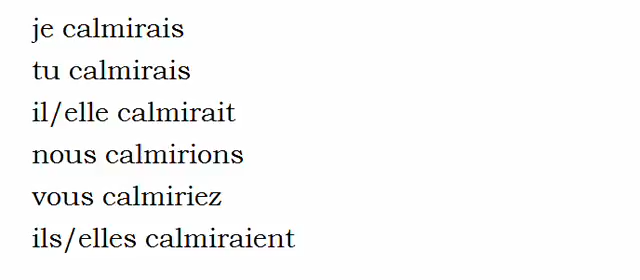 je calmirais
tu calmirais
il/elle calmirait
nous calmirions
vous calmiriez
ils/elles calmiraient